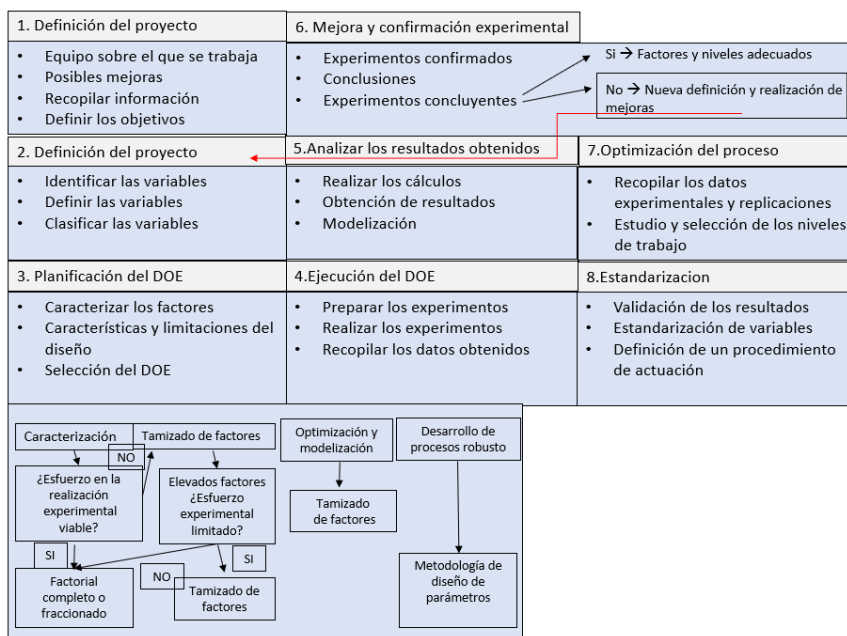 1. Definición del proyecto
• Equipo sobre el que se trabaja
• Posibles mejoras
• Recopilar información
• Definir los objetivos
6. Mejora y confirmación experimental
• Experimentos confirmados
• Conclusiones
• Experimentos concluyentes
Si → Factores y niveles adecuados
No → Nueva definición y realización de
mejoras
2. Definición del proyecto
• Identificar las variables
• Definir las variables
• Clasificar las variables
5.Analizar los resultados obtenidos
• Realizar los cálculos
• Obtención de resultados
• Modelización
7.Optimización del proceso
• Recopilar los datos
experimentales y replicaciones
• Estudio y selección de los niveles
de trabajo
3. Planificación del DOE
• Caracterizar los factores
• Características y limitaciones del
diseño
• Selección del DOE
4.Ejecución del DOE
• Preparar los experimentos
• Realizar los experimentos
• Recopilar los datos obtenidos
8.Estandarizacion
• Validación de los resultados
• Estandarización de variables
• Definición de un procedimiento
de actuación
Caracterización
NO
Tamizado de factores
Optimización y
modelización
Desarrollo de
procesos robusto
¿Esfuerzo en la
realización
experimental
viable?
Elevados factores
¿Esfuerzo
experimental
limitado?
Tamizado
de factores
SI
SI
NO
Factorial
completo o
fraccionado
Tamizado de
factores
Metodología de
diseño de
parámetros